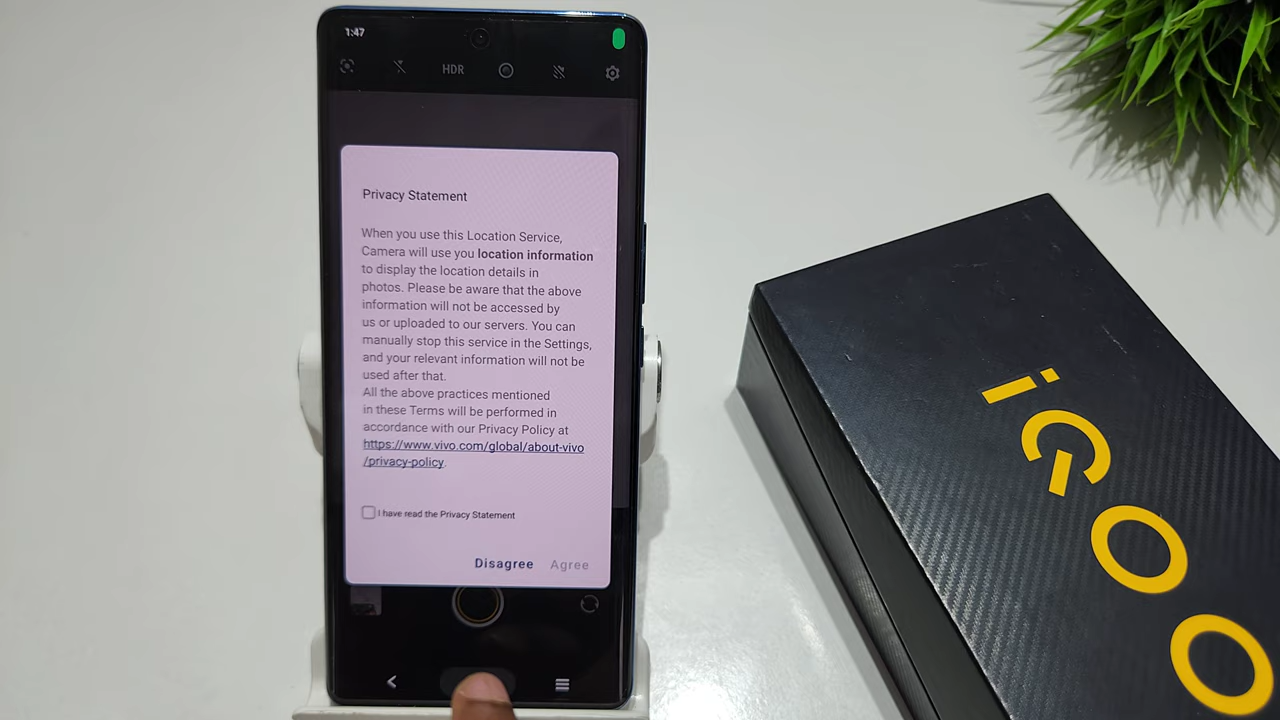 1:47
HDR
Privacy Statement
When you use this Location Service,
Camera will use you location information
to display the location details in
photos. Please be aware that the above
information will not be accessed by
us or uploaded to our servers. You can
manually stop this service in the Settings,
and your relevant information will not be
used after that.
All the above practices mentioned
in these Terms will be performed in
accordance with our Privacy Policy at
https://www.vivo.com/global/about-vivo
/privacy-policy.
I have read the Privacy Statement
Disagree Agree
iQOO